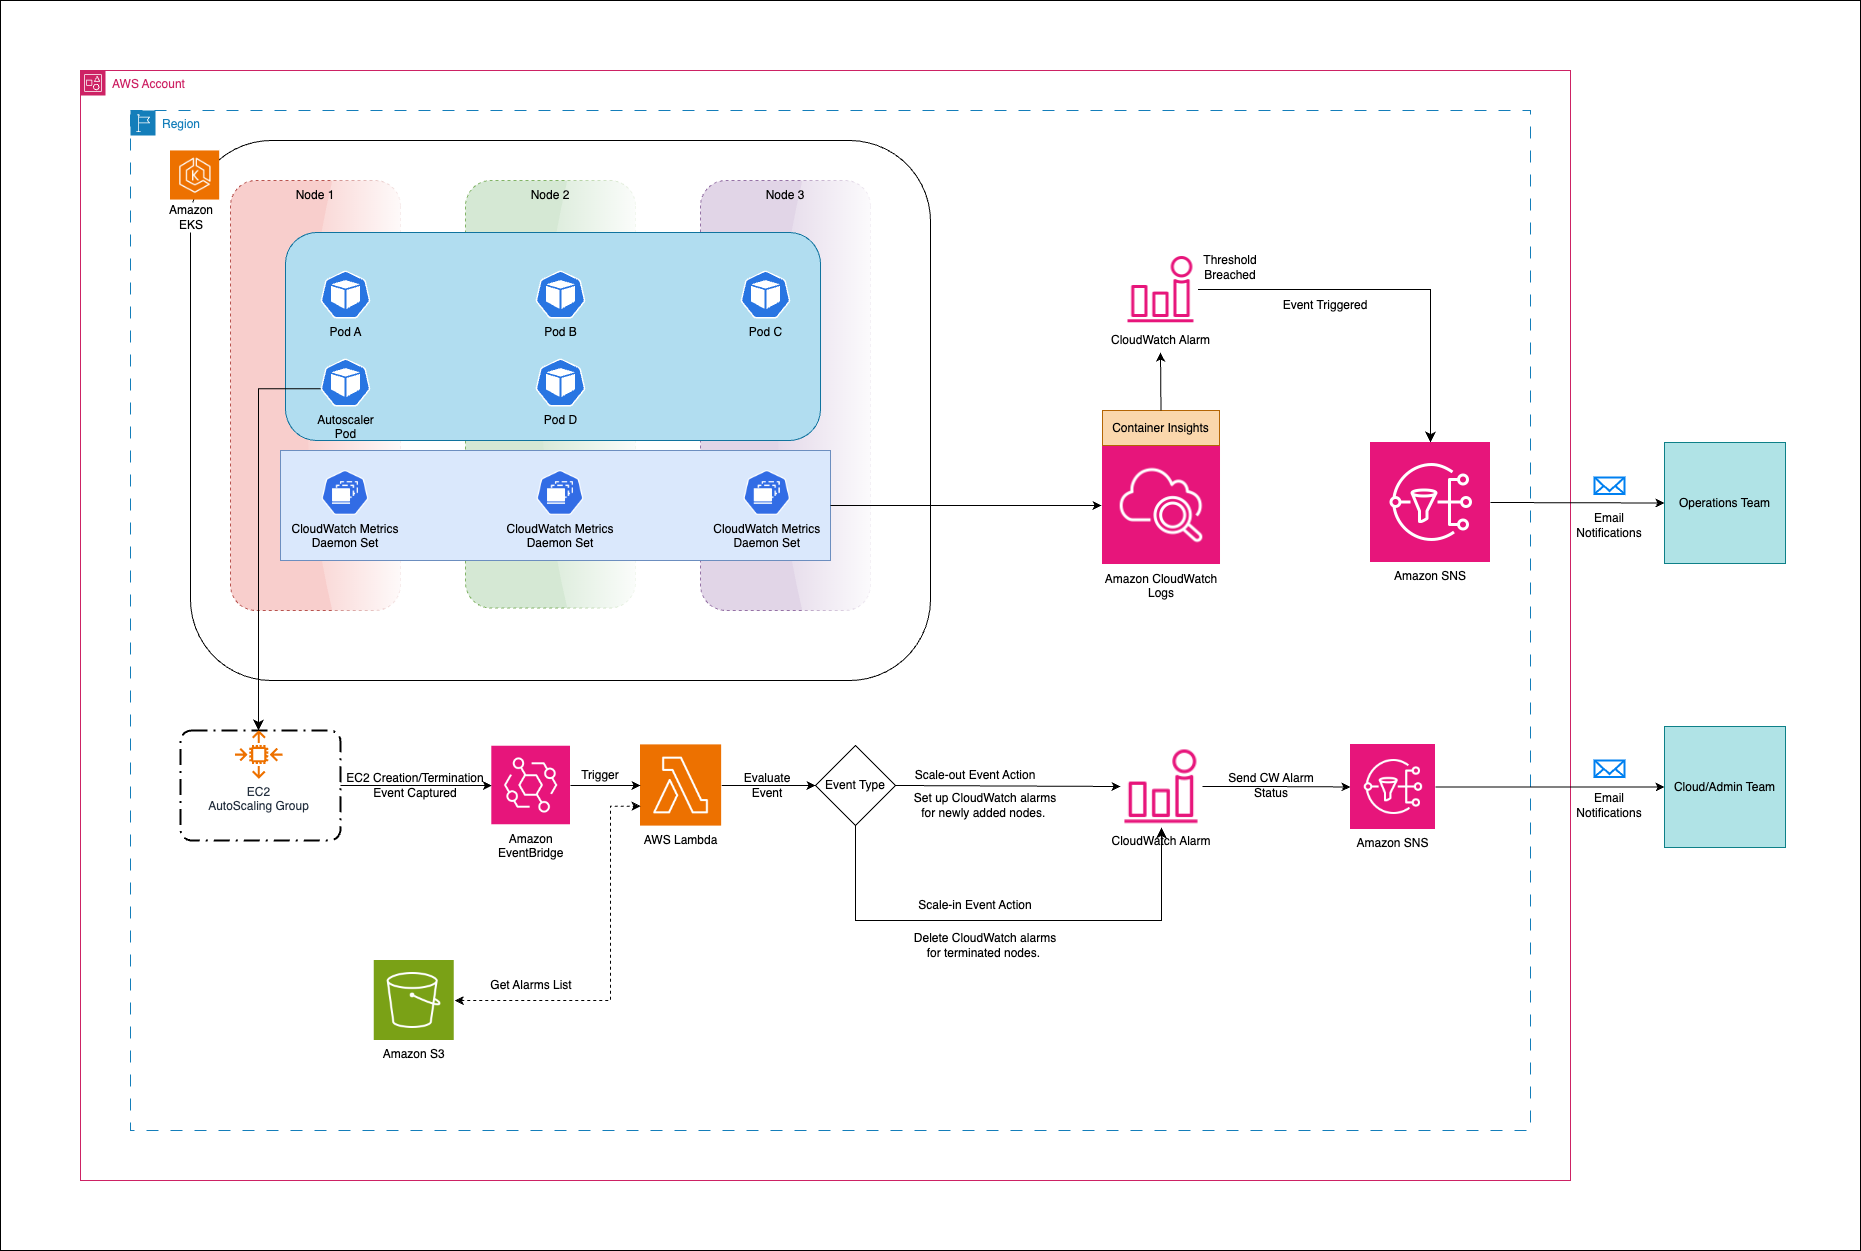 AWS Account
Region
Amazon
EKS
Node 1
Node 2
Node 3
Pod A
Pod B
Pod C
Autoscaler
Pod
Pod D
CloudWatch Metrics
Daemon Set
CloudWatch Metrics
Daemon Set
CloudWatch Metrics
Daemon Set
Threshold
Breached
Event Triggered
CloudWatch Alarm
Container Insights
Amazon CloudWatch
Logs
Amazon SNS
Email
Notifications
Operations Team
EC2
AutoScaling Group
EC2 Creation/Termination
Event Captured
Amazon
EventBridge
Trigger
AWS Lambda
Evaluate
Event
Event Type
Scale-out Event Action
Set up CloudWatch alarms
for newly added nodes.
CloudWatch Alarm
Send CW Alarm
Status
Amazon SNS
Email
Notifications
Cloud/Admin Team
Scale-in Event Action
Delete CloudWatch alarms
for terminated nodes.
Get Alarms List
Amazon S3